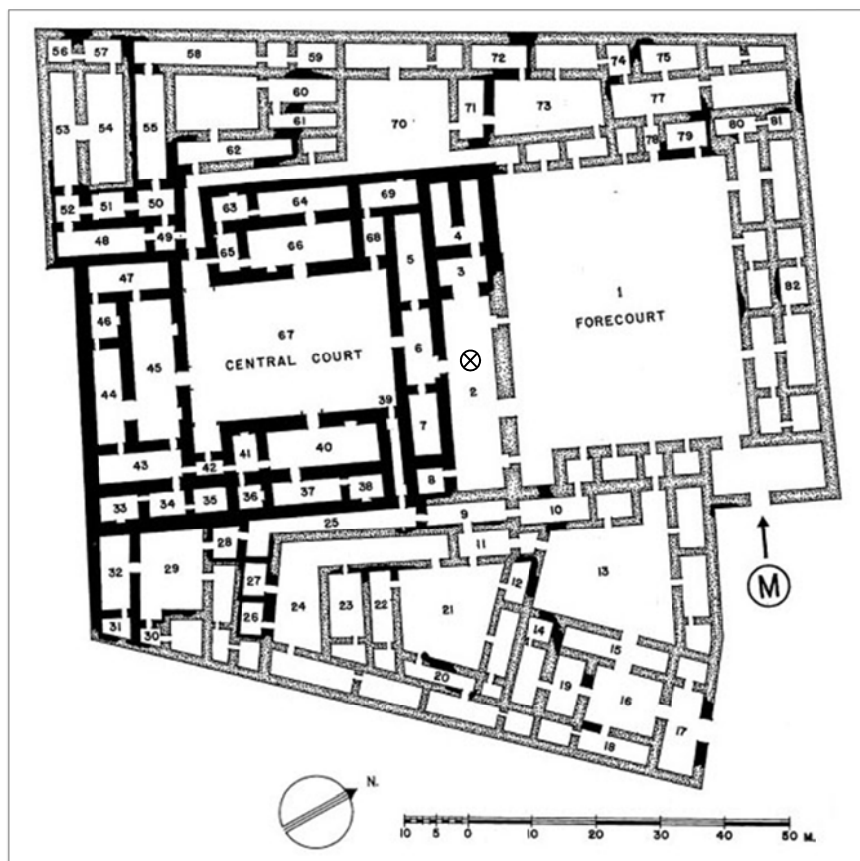 56 57 58 59 72 74 75
60 71 73 77
53 54 55 61 70 80 81
62 78 79
52 51 50 63 64 69
48 49 65 66 68 5 4
47 3
46 45 67 1 82
CENTRAL COURT FORECOURT
44 6 2
39
43 42 41 40 7
33 34 35 36 37 38 8
25 9 10
28 11
32 29 27 24 23 22 21 12 13
31 30 26 14 15
20 19 16 17
18
M
N.
10 5 0 10 20 30 40 50 M.